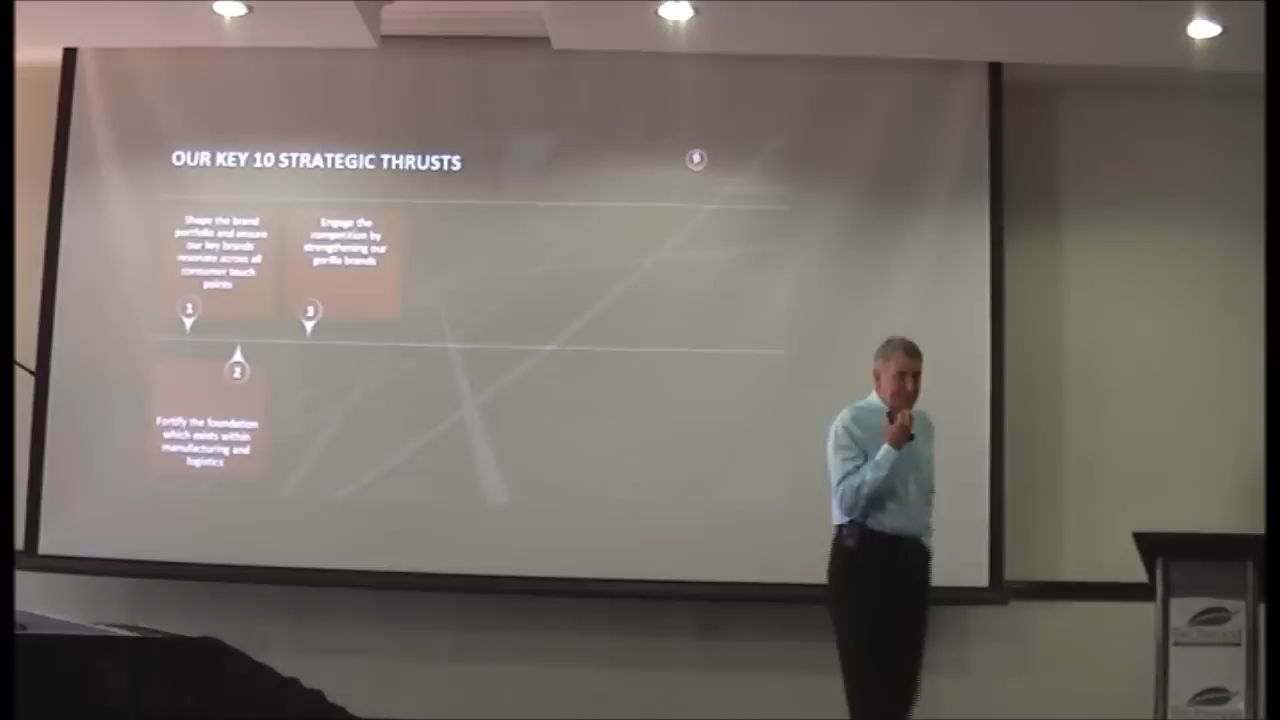 OUR KEY 10 STRATEGIC THRUSTS
Shape the brand
portfolio and ensure
our key brands
resonate across all
consumer touch
points
1
Engage the
competition by
strengthening our
gorilla brands
3
2
Fortify the foundation
which exists within
manufacturing and
logistics